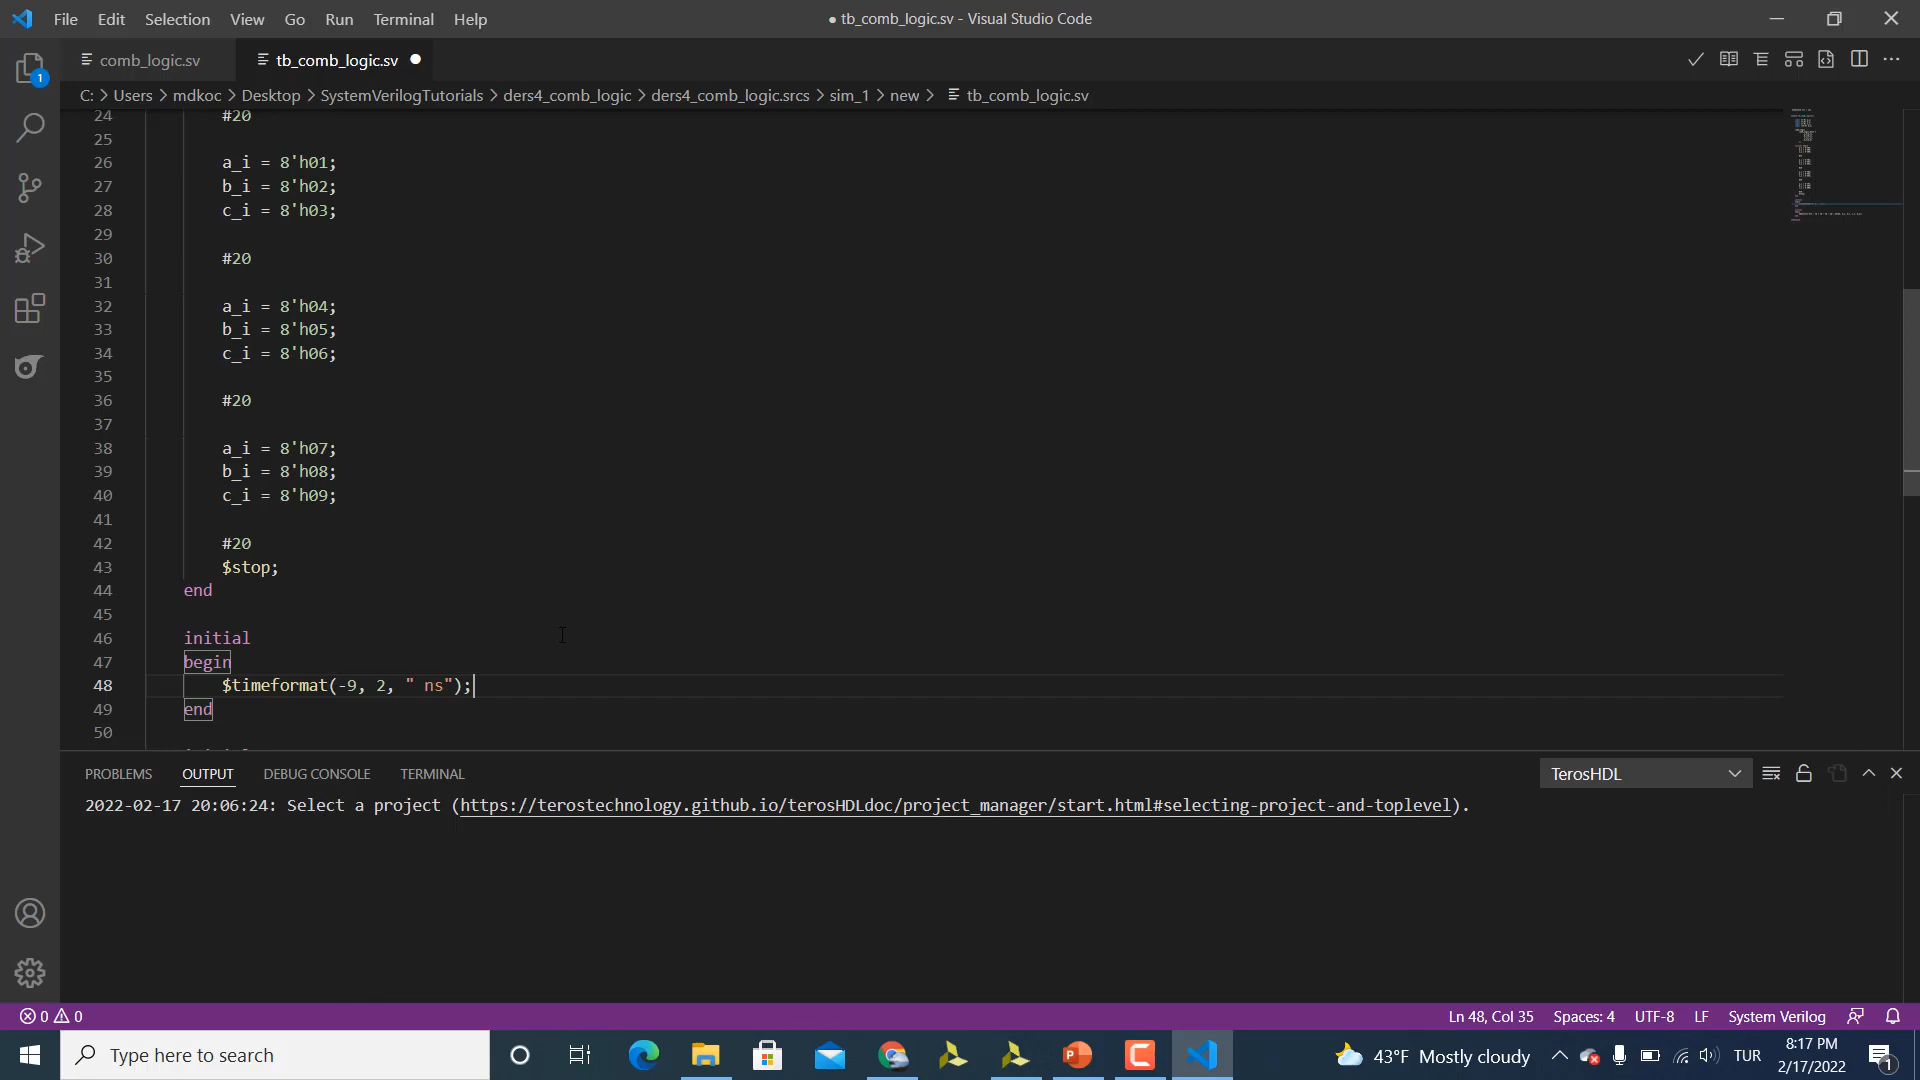 File Edit Selection View Go Run Terminal Help
● tb_comb_logic.sv - Visual Studio Code
comb_logic.sv
tb_comb_logic.sv
C: > Users > mdkoc > Desktop > SystemVerilogTutorials > ders4_comb_logic > ders4_comb_logic.srcs > sim_1 > new > tb_comb_logic.sv
1
24 #20
25
26 a_i = 8'h01;
27 b_i = 8'h02;
28 c_i = 8'h03;
29
30 #20
31
32 a_i = 8'h04;
33 b_i = 8'h05;
34 c_i = 8'h06;
35
36 #20
37
38 a_i = 8'h07;
39 b_i = 8'h08;
40 c_i = 8'h09;
41
42 #20
43 $stop;
44 end
45
46 initial
47 begin
48 $timeformat(-9, 2, " ns");
49 end
50
PROBLEMS OUTPUT DEBUG CONSOLE TERMINAL
TerosHDL
2022-02-17 20:06:24: Select a project (https://terostechnology.github.io/terosHDLdoc/project_manager/start.html#selecting-project-and-toplevel).
0 0
Ln 48, Col 35 Spaces: 4 UTF-8 LF System Verilog
Type here to search
43°F Mostly cloudy
TUR
8:17 PM
2/17/2022
1